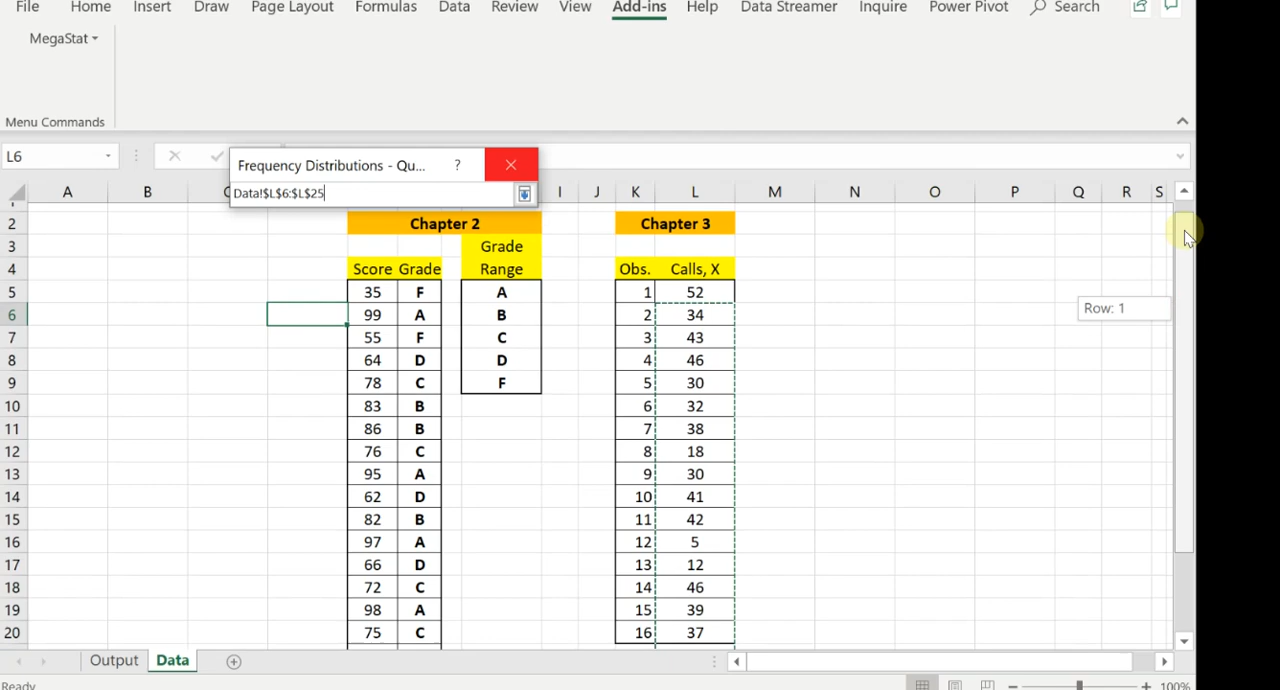 File Home Insert Draw Page Layout Formulas Data Review View Add-ins Help Data Streamer Inquire Power Pivot Search
MegaStat
Menu Commands
L6
Frequency Distributions - Qu... ?
Data!$L$6:$L$25
A B I J K L M N O P Q R S
2 Chapter 2 Chapter 3
3 Grade
4 Score Grade Range Obs. Calls, X
5 35 F A 1 52
6 99 A B 2 34
Row: 1
7 55 F C 3 43
8 64 D D 4 46
9 78 C F 5 30
10 83 B 6 32
11 86 B 7 38
12 76 C 8 18
13 95 A 9 30
14 62 D 10 41
15 82 B 11 42
16 97 A 12 5
17 66 D 13 12
18 72 C 14 46
19 98 A 15 39
20 75 C 16 37
Output Data
Ready 100%